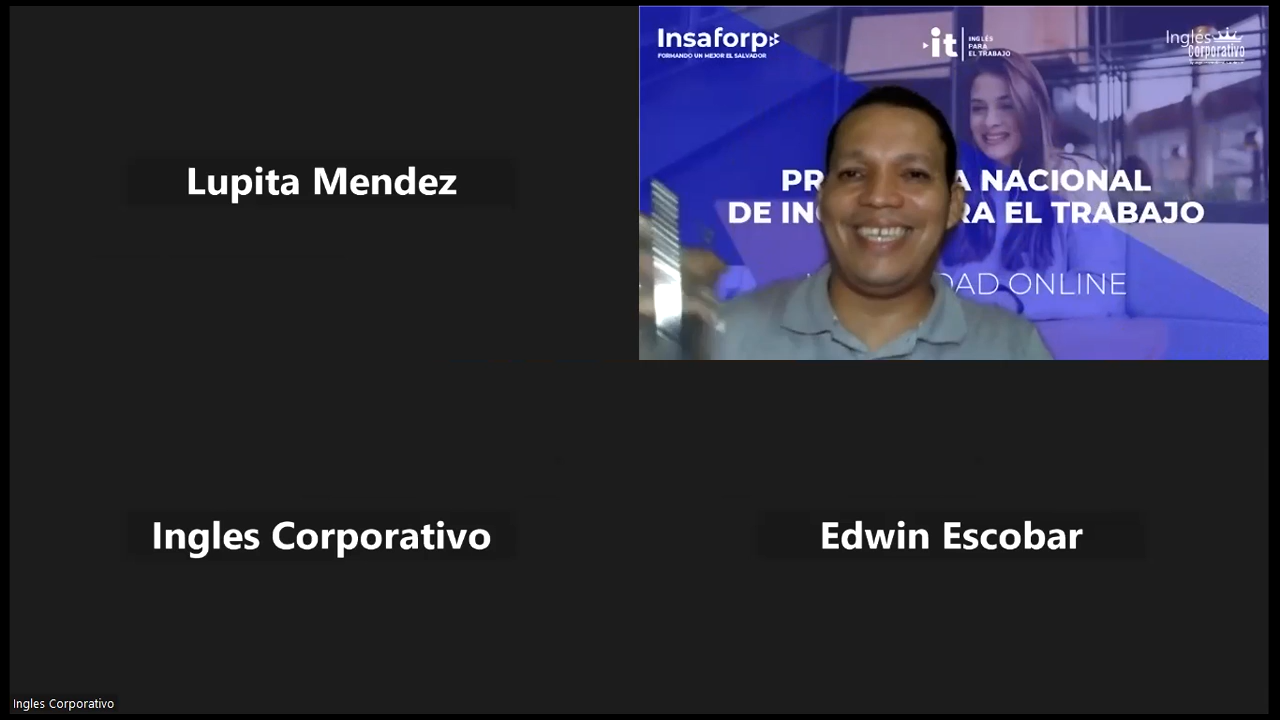 Lupita Mendez
Insaforp
FORMANDO UN MEJOR EL SALVADOR
it
INGLÉS
PARA
EL TRABAJO
Inglés
Corporativo
A NACIONAL
EL TRABAJO
ONLINE
Ingles Corporativo
Edwin Escobar
Ingles Corporativo